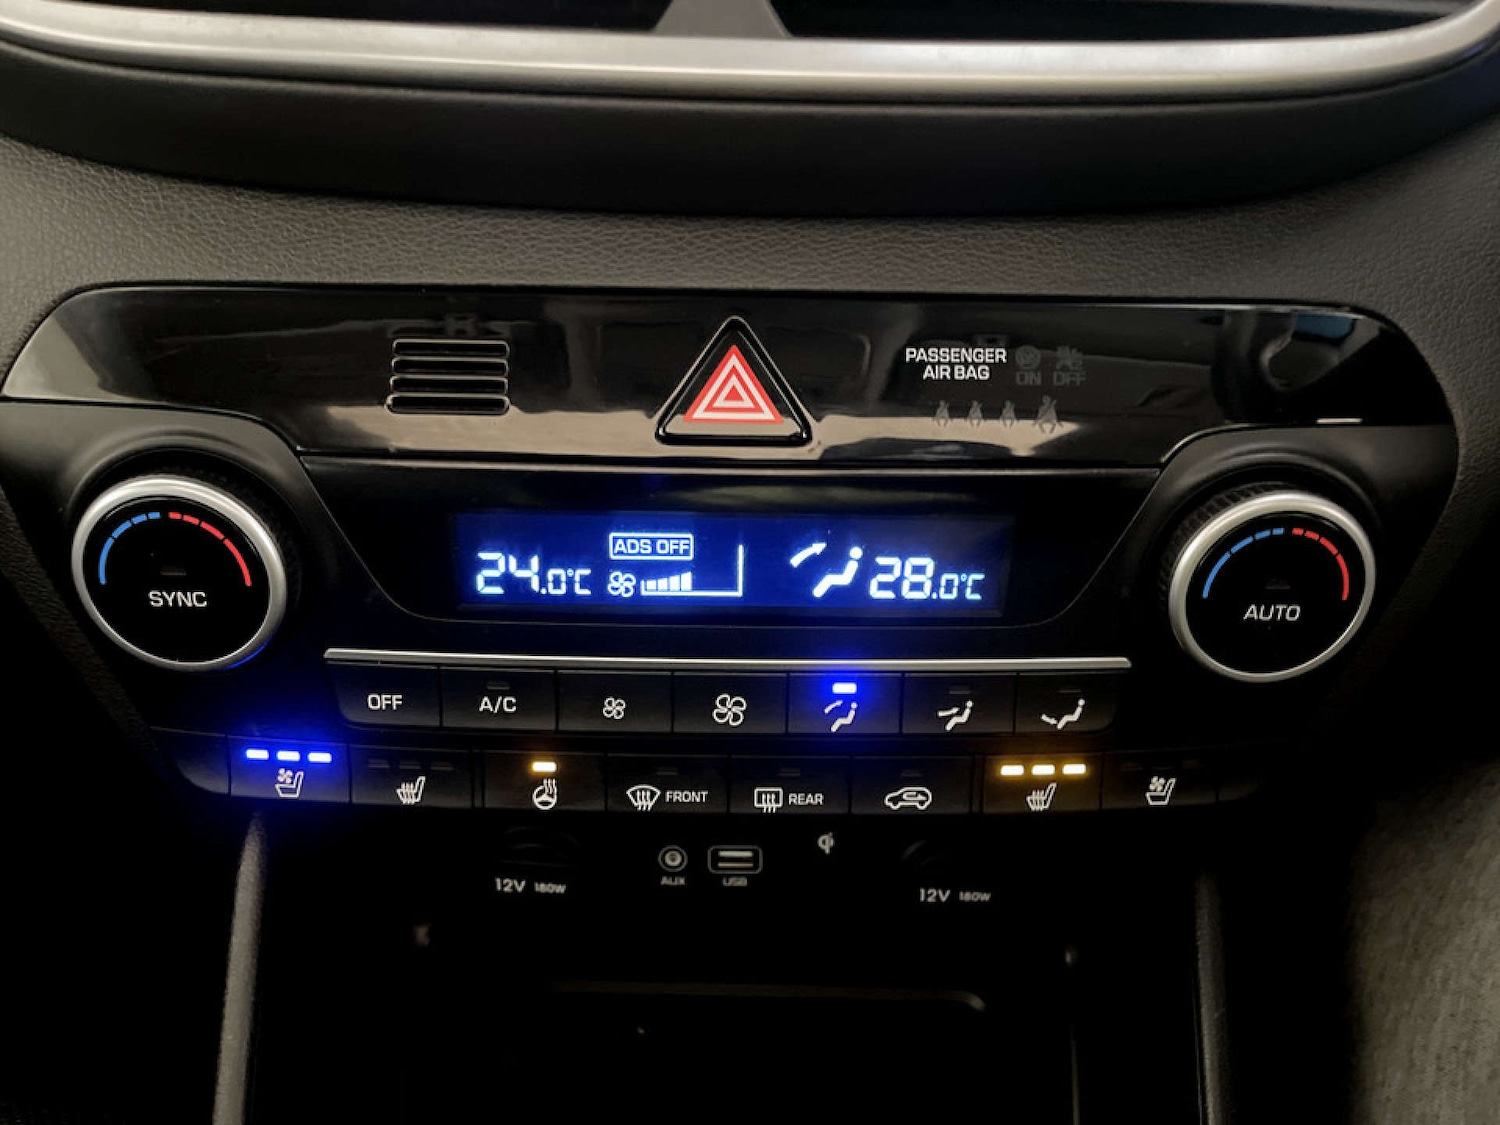 PASSENGER
AIR BAG
ON OFF
ADS OFF
24.0°C
28.0°C
SYNC
AUTO
OFF
A/C
FRONT
REAR
AUX
USB
12V 180W
12V 180W